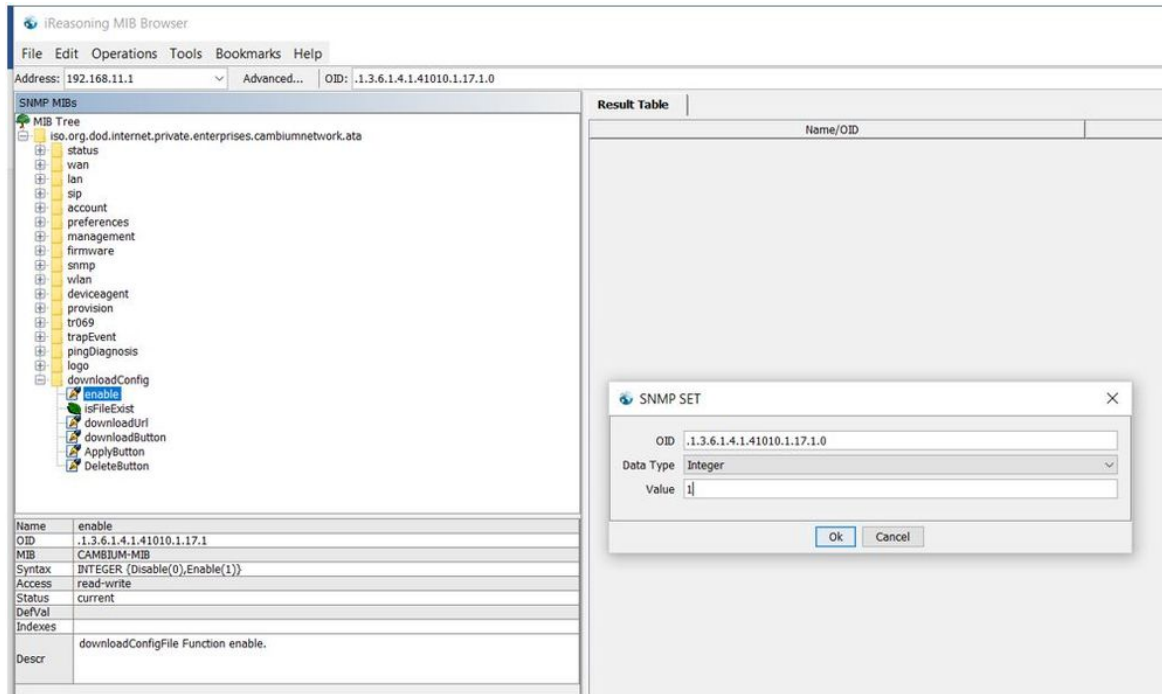 iReasoning MIB Browser
File Edit Operations Tools Bookmarks Help
Address: 192.168.11.1 Advanced... OID: .1.3.6.1.4.1.41010.1.17.1.0
SNMP MIBs
MIB Tree
iso.org.dod.internet.private.enterprises.cambiumnetwork.ata
status
wan
lan
sip
account
preferences
management
firmware
snmp
wlan
deviceagent
provision
tr069
trapEvent
pingDiagnosis
logo
downloadConfig
enable
isFileExist
downloadUrl
downloadButton
ApplyButton
DeleteButton
Name enable
OID .1.3.6.1.4.1.41010.1.17.1
MIB CAMBIUM-MIB
Syntax INTEGER {Disable(0),Enable(1)}
Access read-write
Status current
DefVal
Indexes
Descr downloadConfigFile Function enable.
Result Table
Name/OID
SNMP SET
OID .1.3.6.1.4.1.41010.1.17.1.0
Data Type Integer
Value 1
Ok Cancel